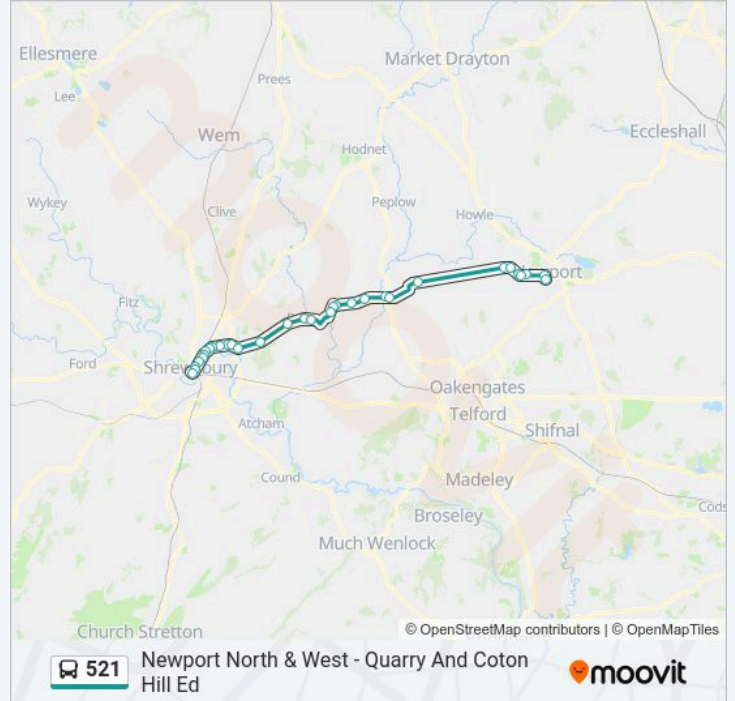 Ellesmere
Market Drayton
Prees
Lee
Eccleshall
Wem
Hodnet
Wykey
Clive
Peplow
Howle
Fitz
Ford
Oakengates
Telford
Atcham
Shifnal
Cound
Madeley
Broseley
Much Wenlock
Church Stretton
© OpenStreetMap contributors | © OpenMapTiles
521
Newport North & West - Quarry And Coton
Hill Ed
moovit